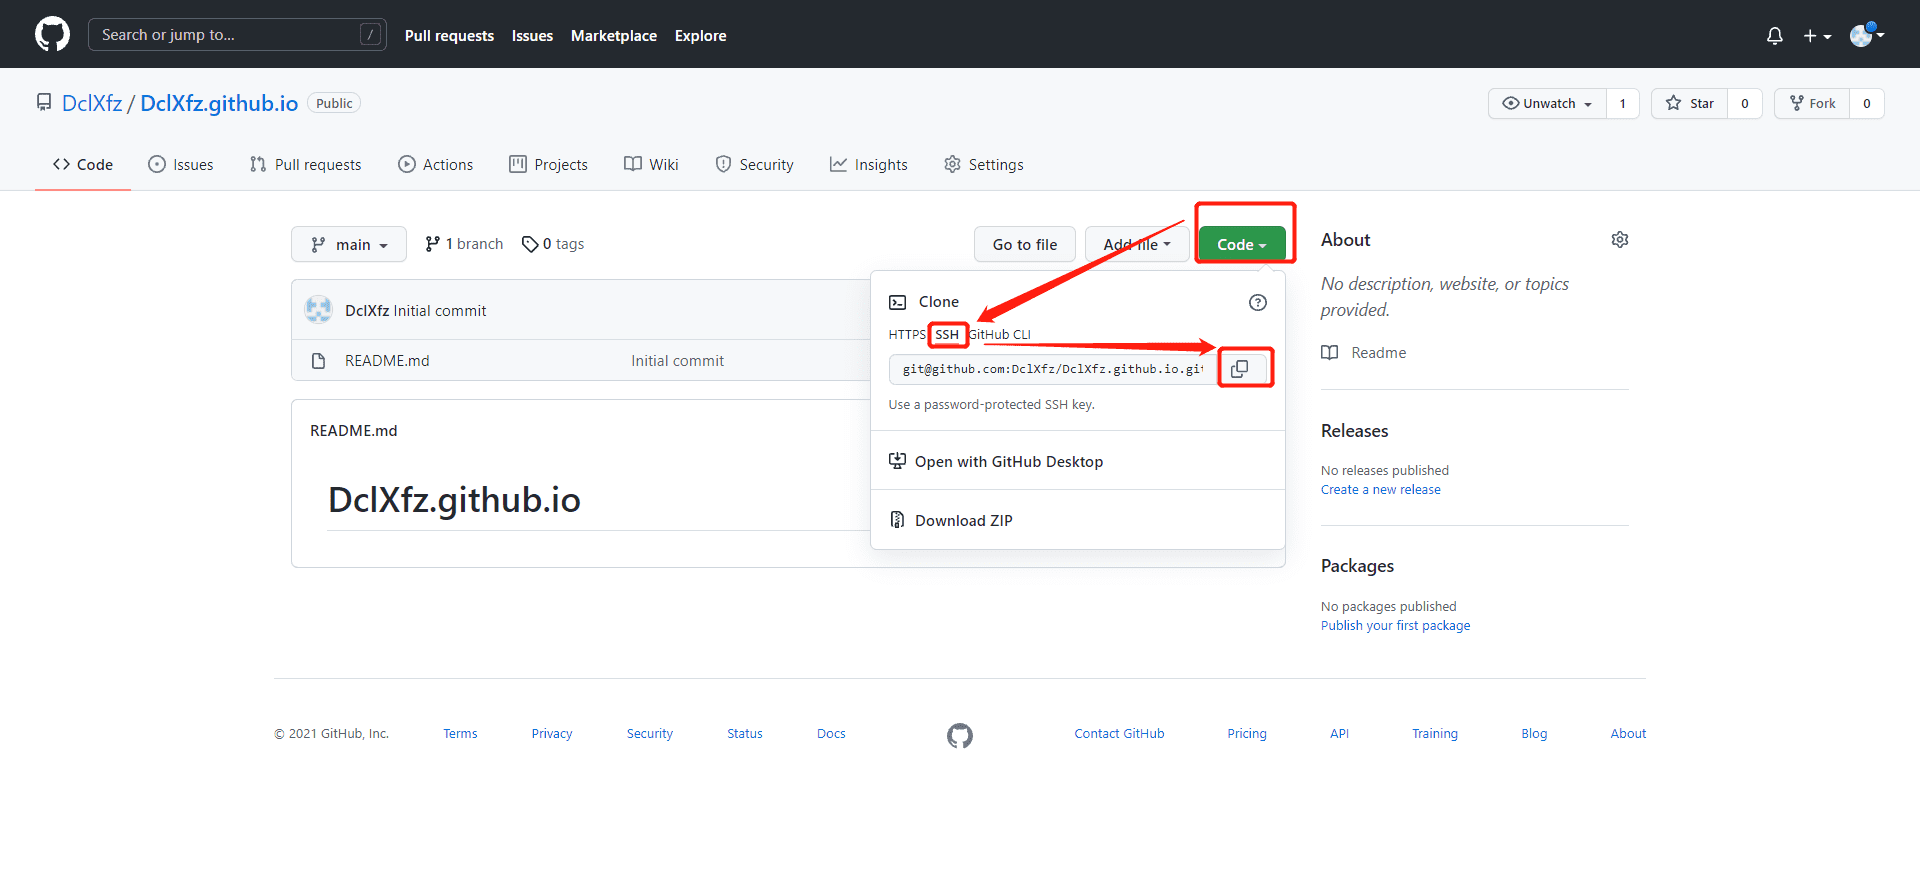 Search or jump to... / Pull requests Issues Marketplace Explore
DclXfz / DclXfz.github.io Public Unwatch 1 Star 0 Fork 0
Code Issues Pull requests Actions Projects Wiki Security Insights Settings
main 1 branch 0 tags Go to file Add file Code
DclXfz Initial commit
README.md Initial commit
Clone
HTTPS SSH GitHub CLI
git@github.com:DclXfz/DclXfz.github.io.git
Use a password-protected SSH key.
Open with GitHub Desktop
Download ZIP
README.md
DclXfz.github.io
About
No description, website, or topics
provided.
Readme
Releases
No releases published
Create a new release
Packages
No packages published
Publish your first package
© 2021 GitHub, Inc. Terms Privacy Security Status Docs Contact GitHub Pricing API Training Blog About